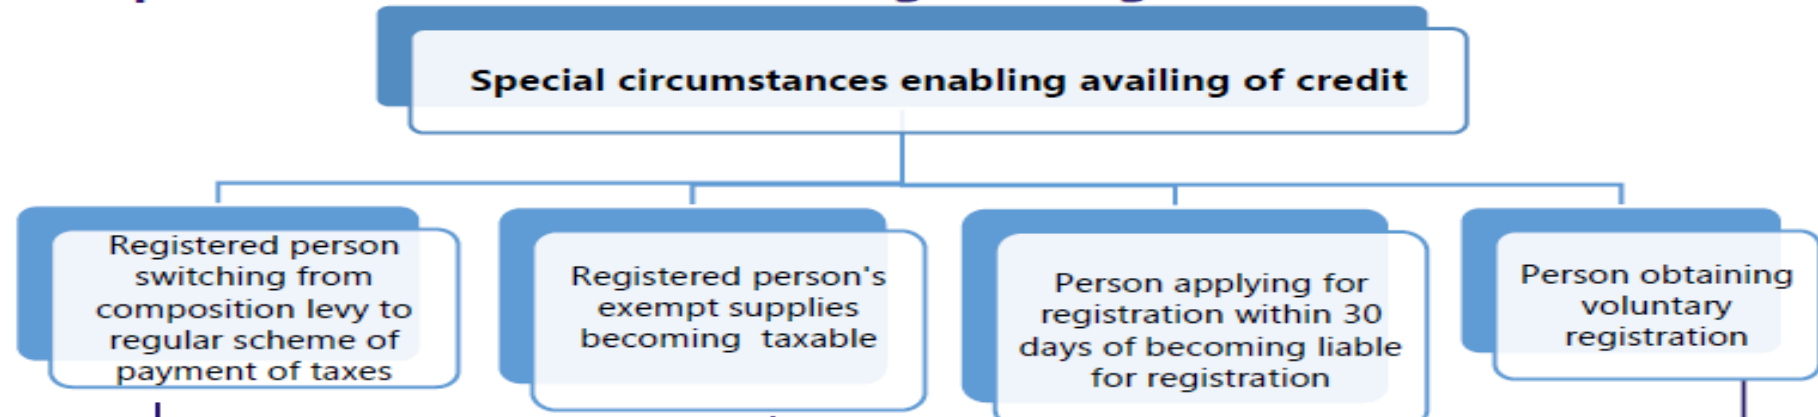 Special circumstances enabling availing of credit
Registered person
switching from
composition levy to
regular scheme of
payment of taxes
Registered person's
exempt supplies
becoming taxable
Person applying for
registration within 30
days of becoming liable
for registration
Person obtaining
voluntary
registration